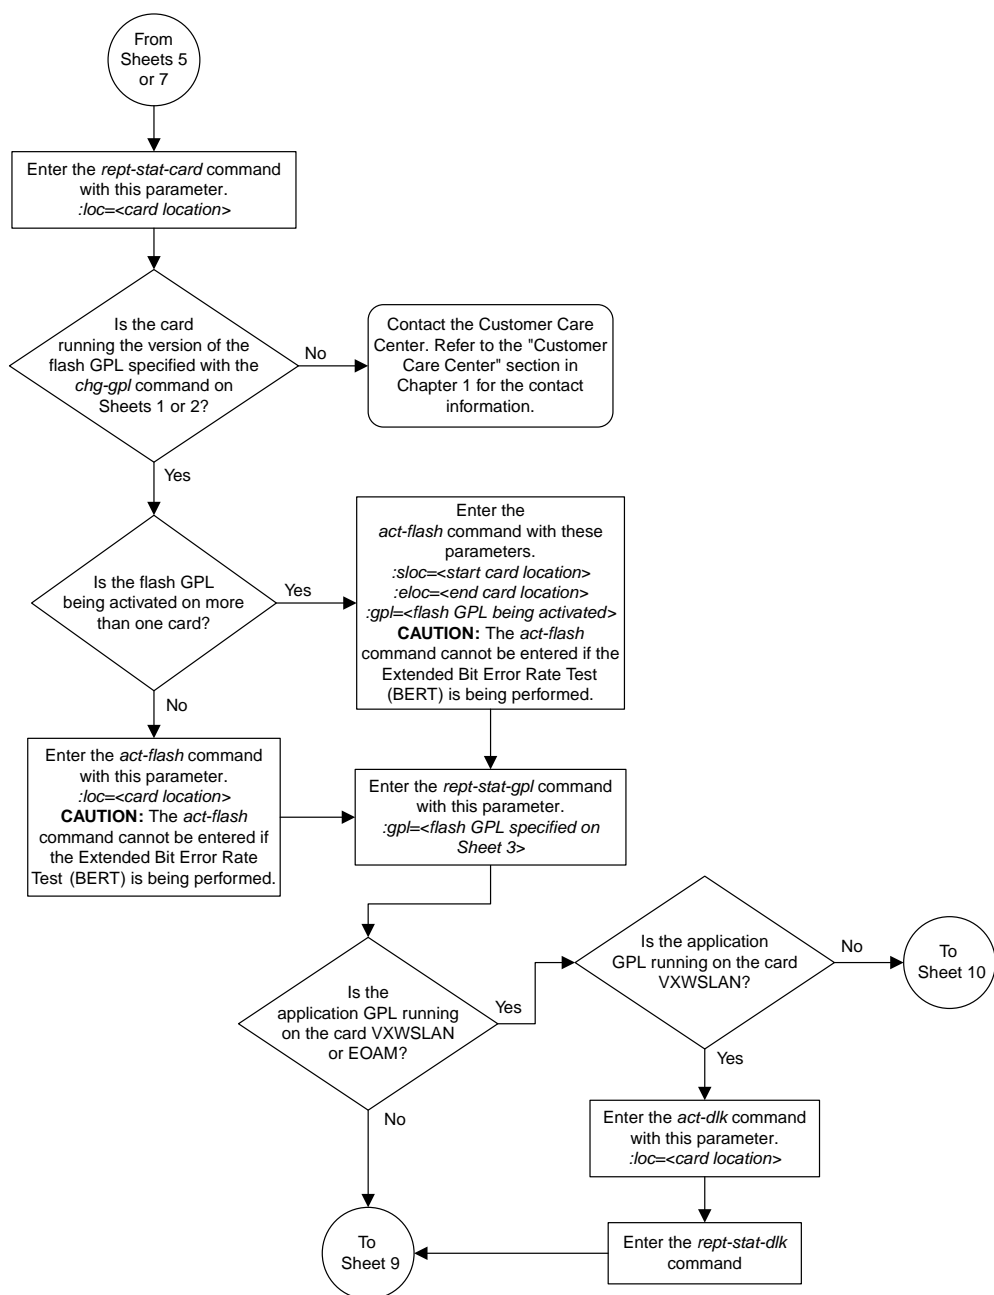 From
Sheets 5
or 7
Enter the rept-stat-card command
with this parameter.
:loc=<card location>
Is the card
running the version of the
flash GPL specified with the
chg-gpl command on
Sheets 1 or 2?
No
Contact the Customer Care
Center. Refer to the "Customer
Care Center" section in
Chapter 1 for the contact
information.
Yes
Is the flash GPL
being activated on more
than one card?
Yes
Enter the
act-flash command with these
parameters.
:sloc=<start card location>
:eloc=<end card location>
:gpl=<flash GPL being activated>
CAUTION: The act-flash
command cannot be entered if the
Extended Bit Error Rate Test
(BERT) is being performed.
No
Enter the act-flash command
with this parameter.
:loc=<card location>
CAUTION: The act-flash
command cannot be entered if
the Extended Bit Error Rate
Test (BERT) is being performed.
Enter the rept-stat-gpl command
with this parameter.
:gpl=<flash GPL specified on
Sheet 3>
Is the
application GPL running
on the card VXWSLAN
or EOAM?
Yes
Is the application
GPL running on the card
VXWSLAN?
No
To
Sheet 10
Yes
No
Enter the act-dlk command
with this parameter.
:loc=<card location>
Enter the rept-stat-dlk
command
To
Sheet 9